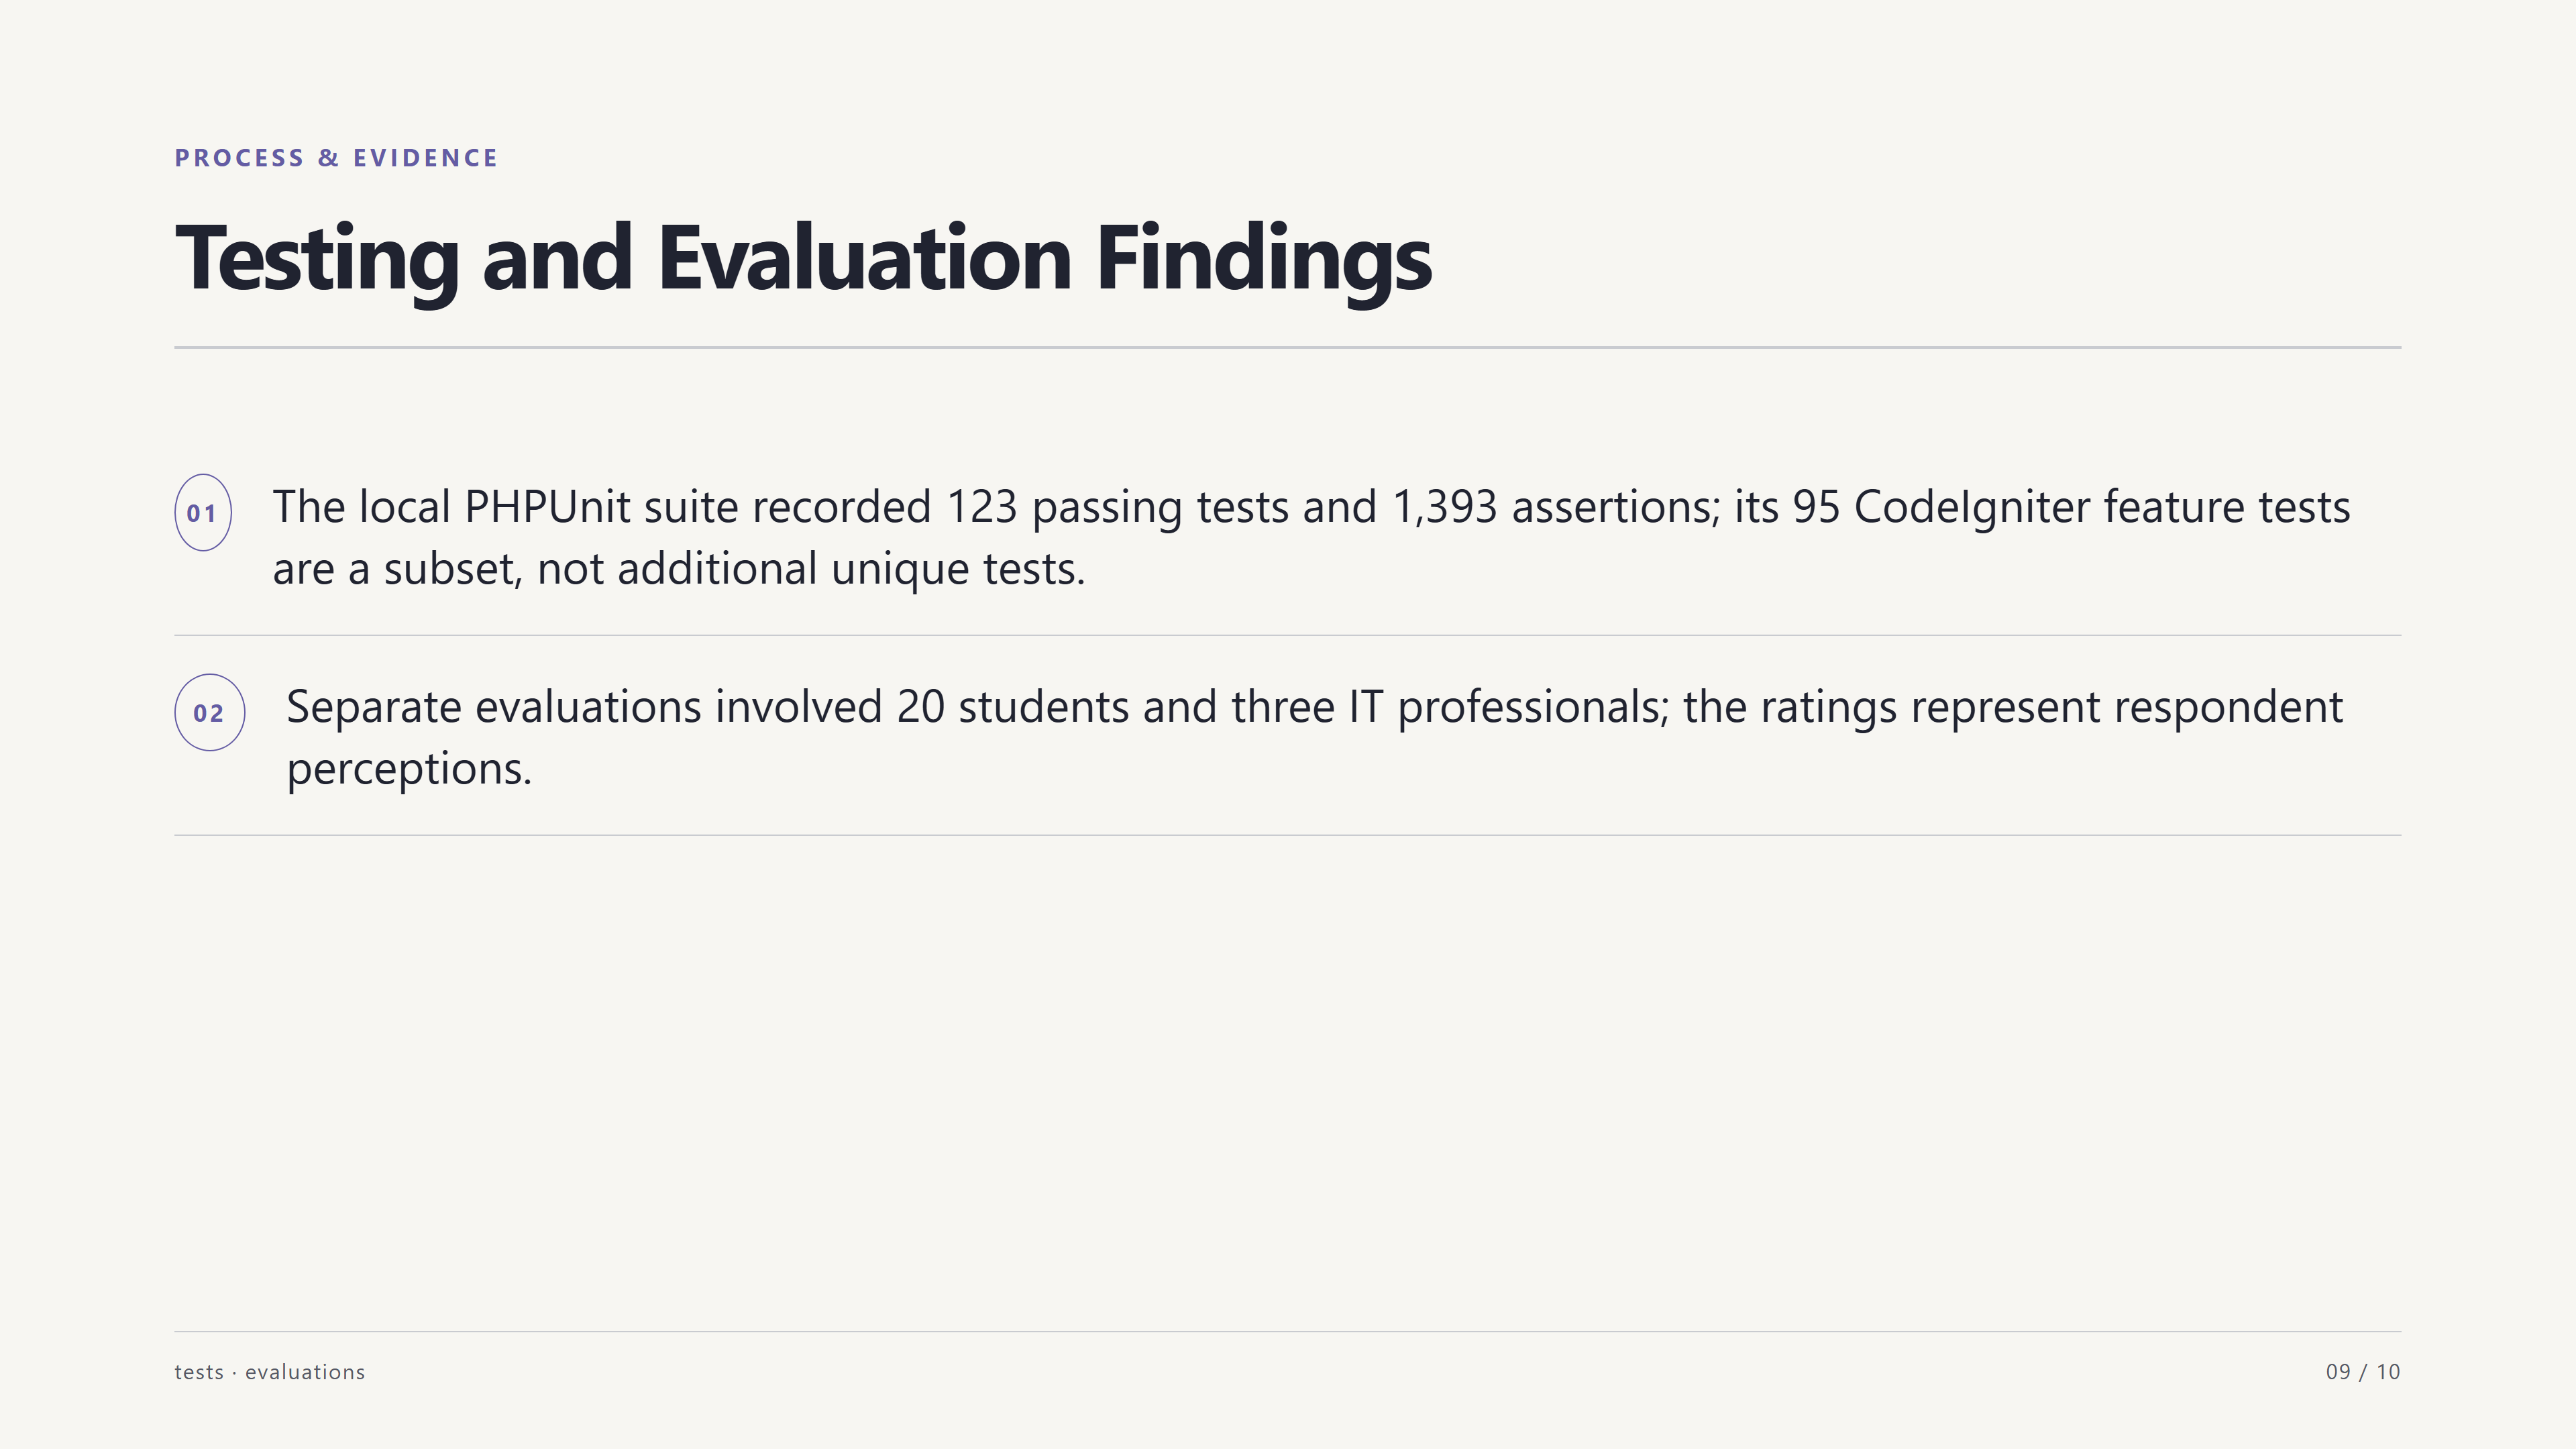 PROCESS & EVIDENCE
Testing and Evaluation Findings
01
The local PHPUnit suite recorded 123 passing tests and 1,393 assertions; its 95 CodeIgniter feature tests
are a subset, not additional unique tests.
02
Separate evaluations involved 20 students and three IT professionals; the ratings represent respondent
perceptions.
tests · evaluations
09 / 10